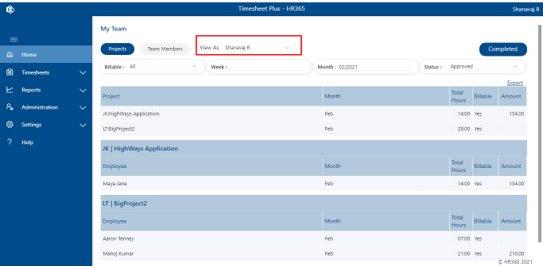 Timesheet Plus - HR365
Shanavaj R
My Team
Projects Team Members View As Shanavaj R Completed
Billable : All Week : Month : 02/2021 Status : Approved
Export
Project Month Total Hours Billable Amount
JK|HighWays Application Feb 14:00 Yes 154.00
LT|BigProject2 Feb 28:00 Yes
JK | HighWays Application
Employee Month Total Hours Billable Amount
Maya Jane Feb 14:00 Yes 154.00
LT | BigProject2
Employee Month Total Hours Billable Amount
Aaron Tenney Feb 07:00 Yes
Manoj Kumar Feb 21:00 Yes 210.00
© HR365 2021
Home
Timesheets
Reports
Administration
Settings
Help